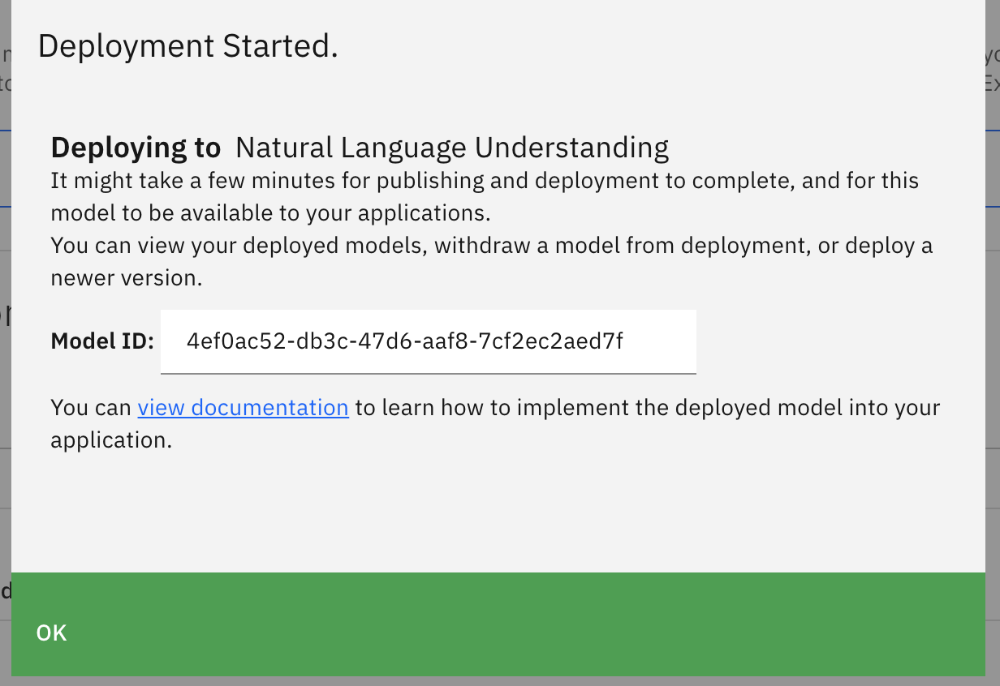 Deployment Started.
Deploying to Natural Language Understanding
It might take a few minutes for publishing and deployment to complete, and for this
model to be available to your applications.
You can view your deployed models, withdraw a model from deployment, or deploy a
newer version.
Model ID: 4ef0ac52-db3c-47d6-aaf8-7cf2ec2aed7f
You can view documentation to learn how to implement the deployed model into your
application.
OK